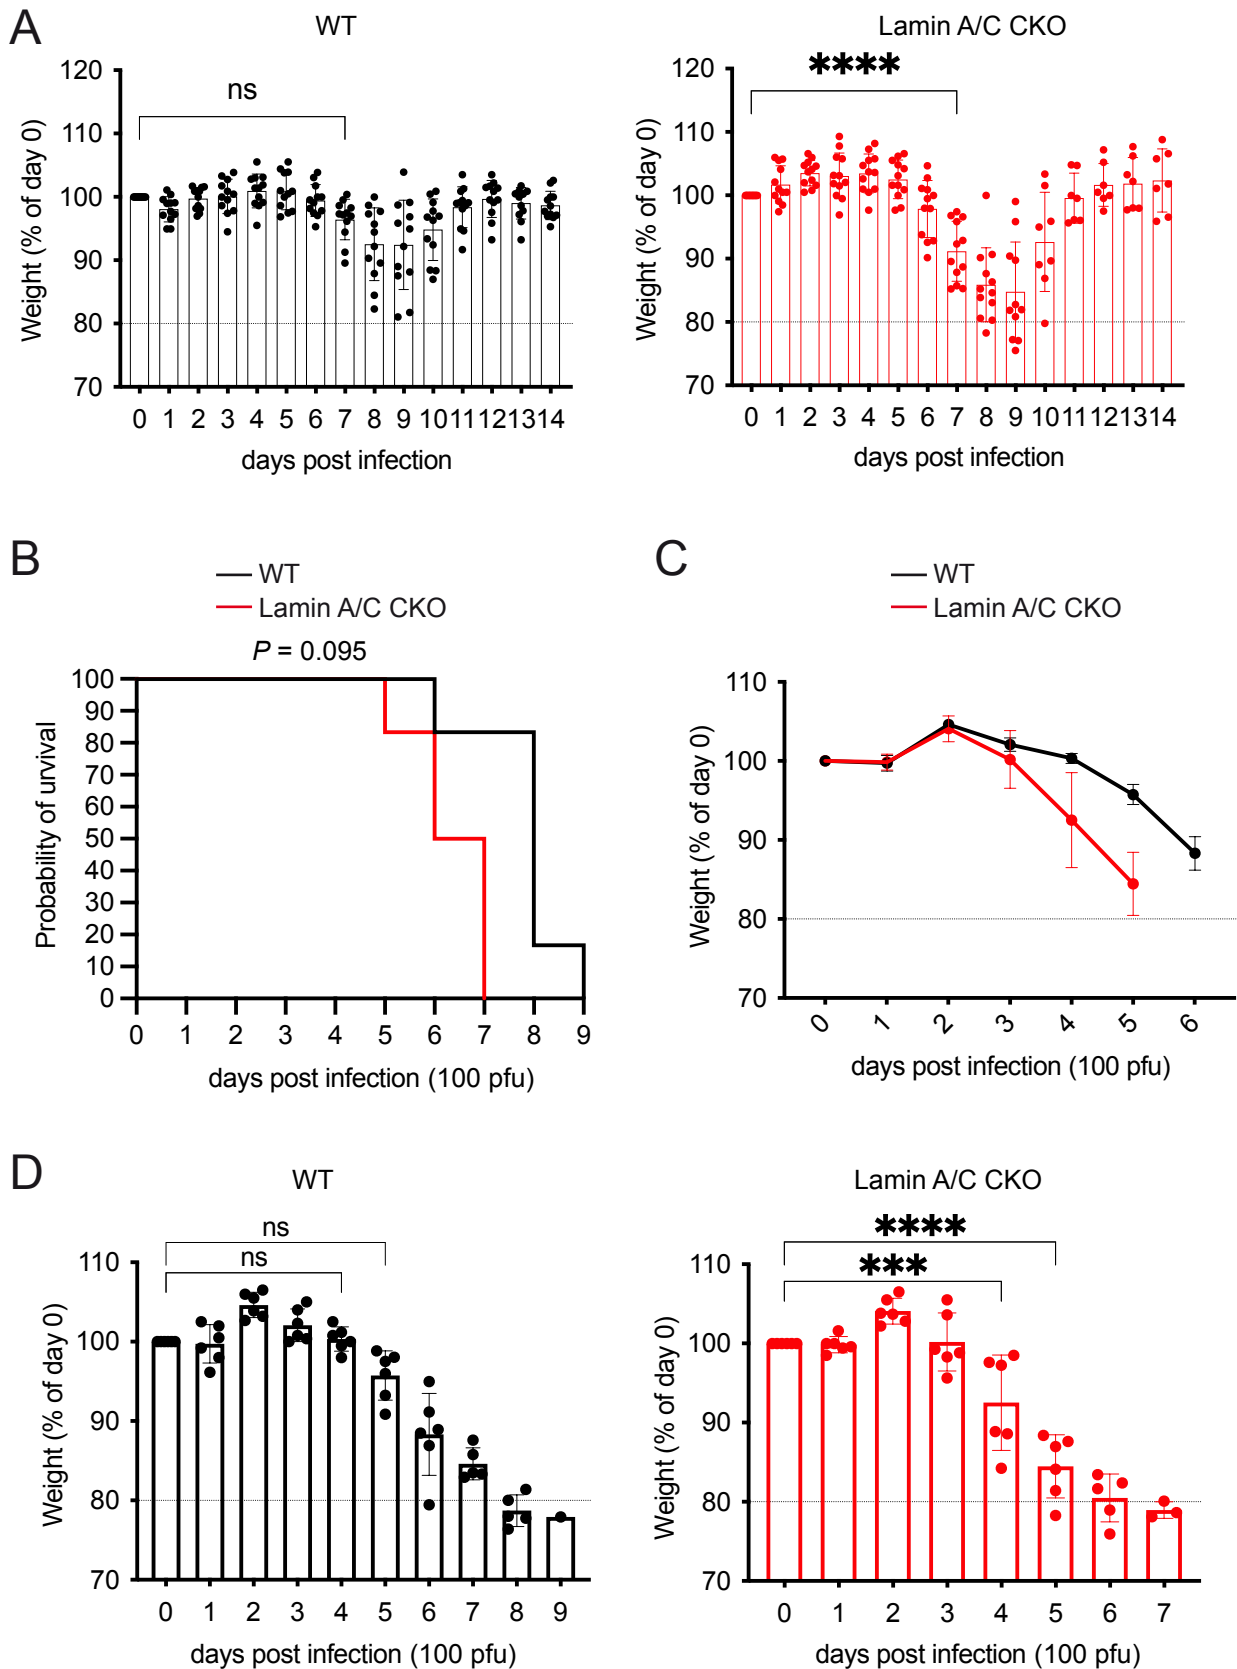 A
WT
Weight (% of day 0)
120
110
100
90
80
70
ns
0 1 2 3 4 5 6 7 8 9 10 11 12 13 14
days post infection
Lamin A/C CKO
Weight (% of day 0)
120
110
100
90
80
70
****
0 1 2 3 4 5 6 7 8 9 10 11 12 13 14
days post infection
B
WT
Lamin A/C CKO
P = 0.095
Probability of urvival
100
90
80
70
60
50
40
30
20
10
0
0 1 2 3 4 5 6 7 8 9
days post infection (100 pfu)
C
WT
Lamin A/C CKO
Weight (% of day 0)
110
100
90
80
70
0 1 2 3 4 5 6
days post infection (100 pfu)
D
WT
ns
ns
Weight (% of day 0)
110
100
90
80
70
0 1 2 3 4 5 6 7 8 9
days post infection (100 pfu)
Lamin A/C CKO
****
***
Weight (% of day 0)
110
100
90
80
70
0 1 2 3 4 5 6 7
days post infection (100 pfu)